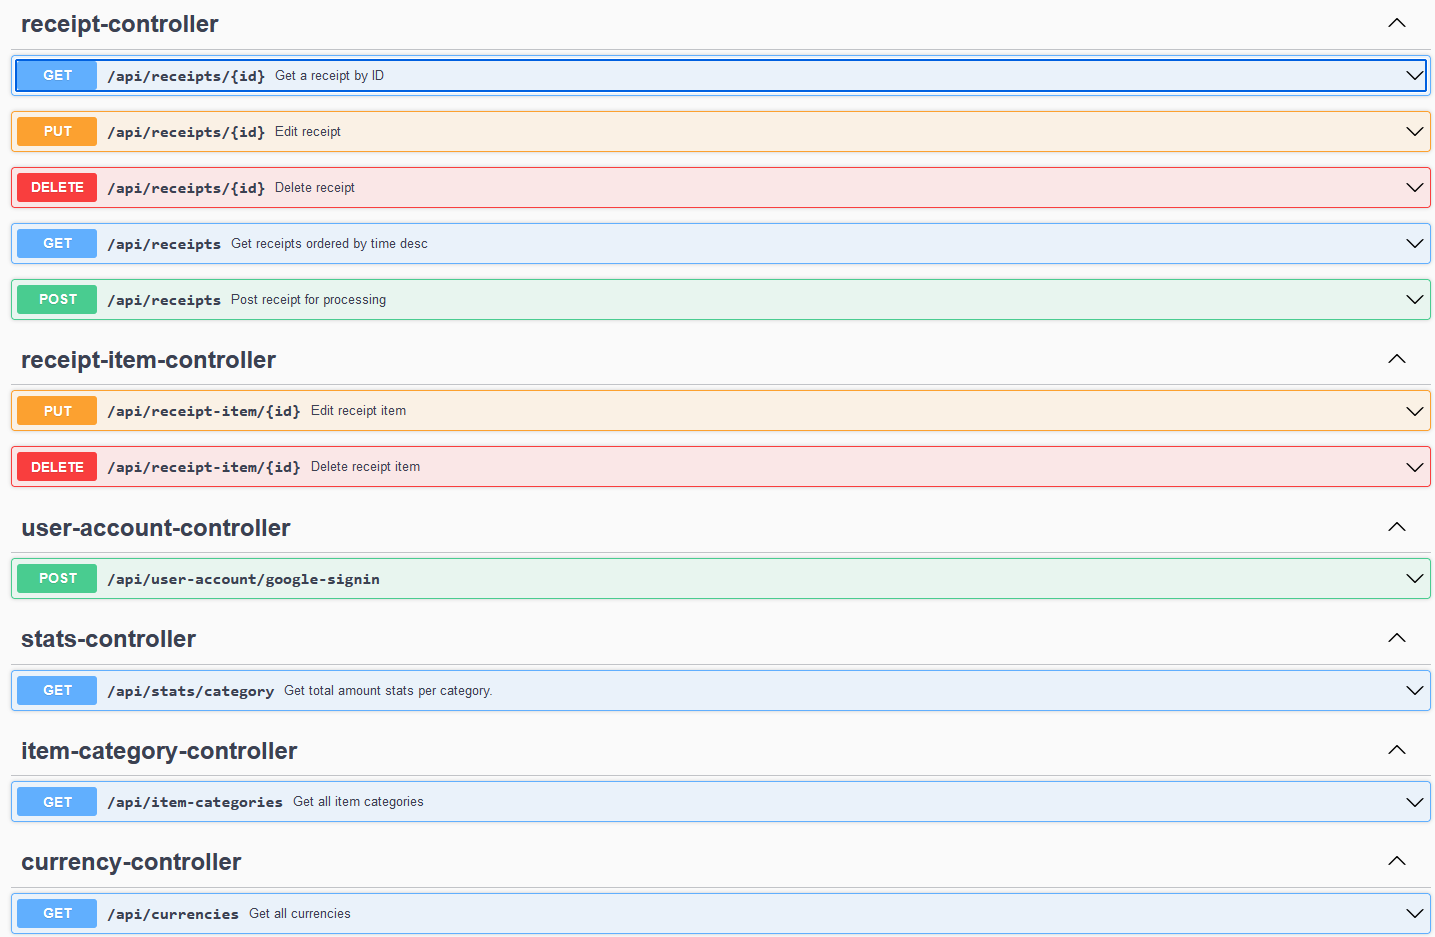 receipt-controller
GET /api/receipts/{id} Get a receipt by ID
PUT /api/receipts/{id} Edit receipt
DELETE /api/receipts/{id} Delete receipt
GET /api/receipts Get receipts ordered by time desc
POST /api/receipts Post receipt for processing
receipt-item-controller
PUT /api/receipt-item/{id} Edit receipt item
DELETE /api/receipt-item/{id} Delete receipt item
user-account-controller
POST /api/user-account/google-signin
stats-controller
GET /api/stats/category Get total amount stats per category.
item-category-controller
GET /api/item-categories Get all item categories
currency-controller
GET /api/currencies Get all currencies